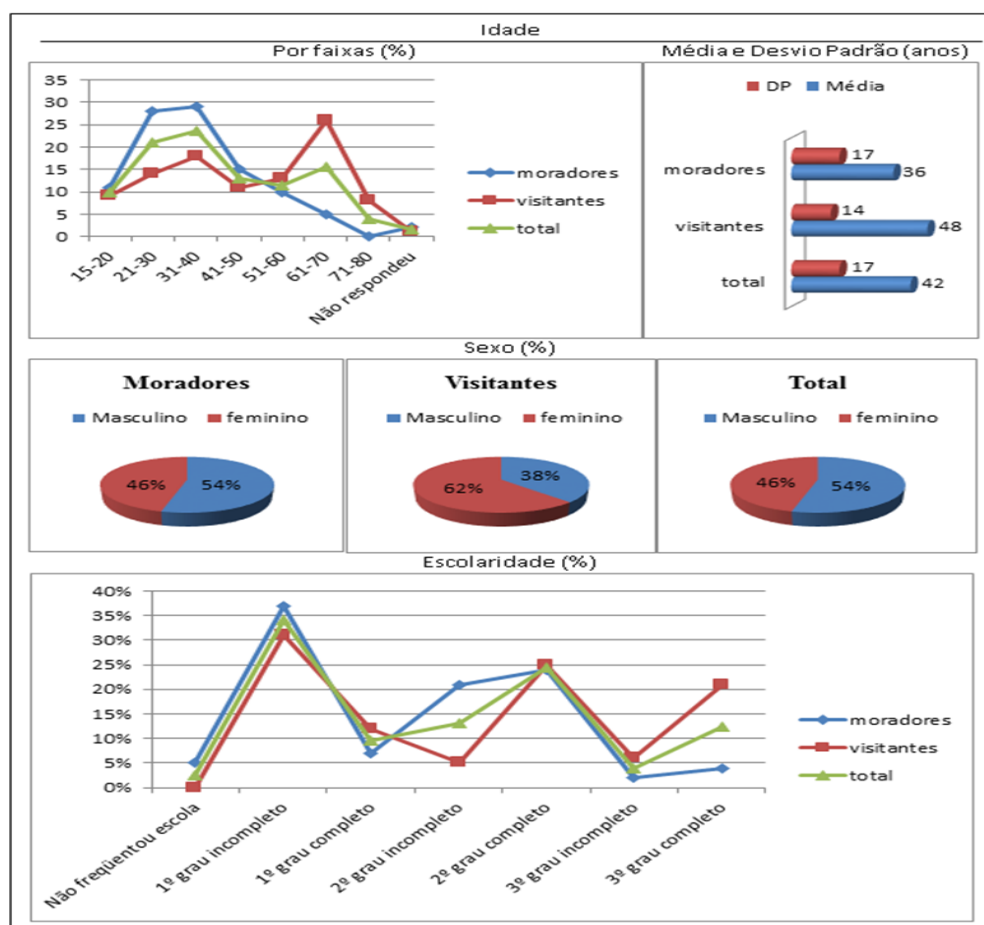 Idade
Por faixas (%)
Média e Desvio Padrão (anos)
35
30
25
20
15
10
5
0
15-20
21-30
31-40
41-50
51-60
61-70
71-80
Não respondeu
moradores
visitantes
total
DP Média
moradores
17
36
visitantes
14
48
total
17
42
Sexo (%)
Moradores
Masculino feminino
46% 54%
Visitantes
Masculino feminino
38%
62%
Total
Masculino feminino
46% 54%
Escolaridade (%)
40%
35%
30%
25%
20%
15%
10%
5%
0%
Não freqüentou escola
1º grau incompleto
1º grau completo
2º grau incompleto
2º grau completo
3º grau incompleto
3º grau completo
moradores
visitantes
total